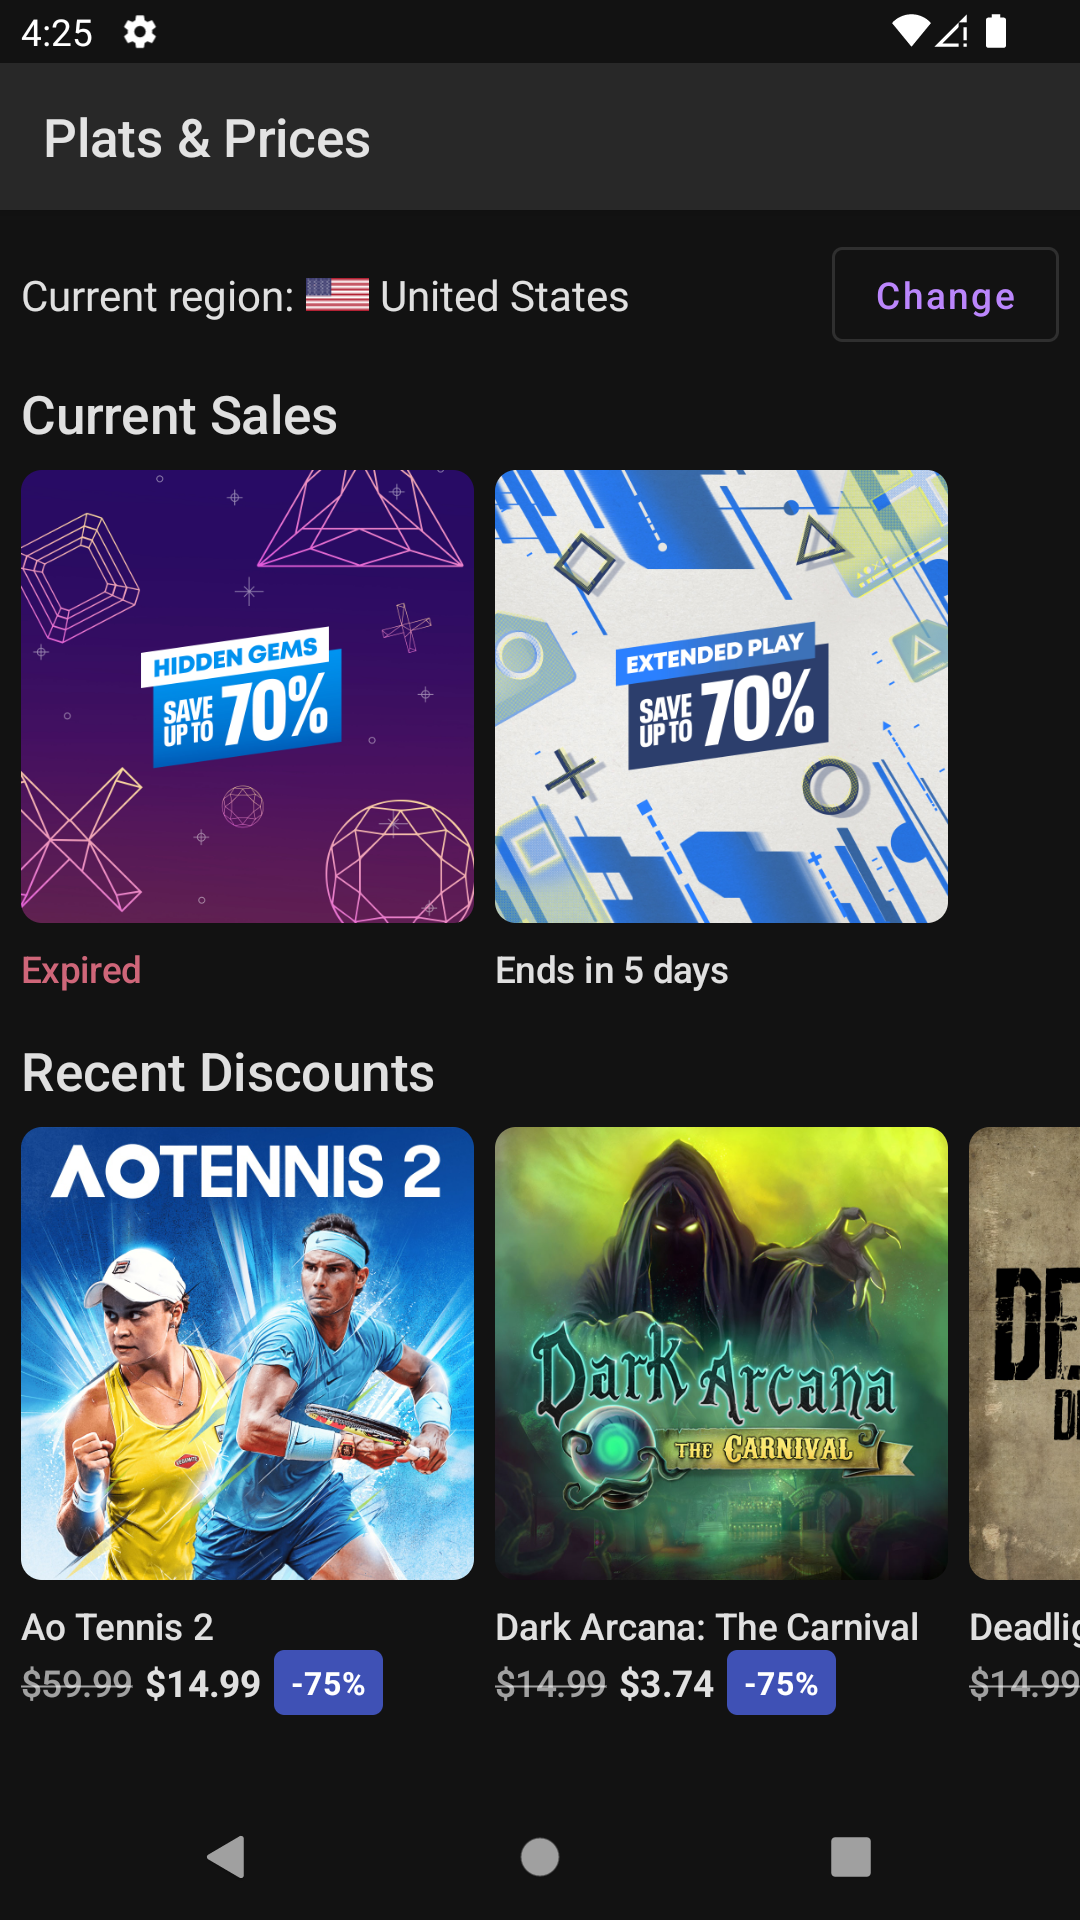 4:25
Plats & Prices
Current region: United States
Change
Current Sales
HIDDEN GEMS
SAVE
UP TO
70%
EXTENDED PLAY
SAVE
UP TO
70%
Expired
Ends in 5 days
Recent Discounts
AO TENNIS 2
Dark Arcana
THE CARNIVAL
DE
Ao Tennis 2
$59.99 $14.99 -75%
Dark Arcana: The Carnival
$14.99 $3.74 -75%
Deadlig
$14.99